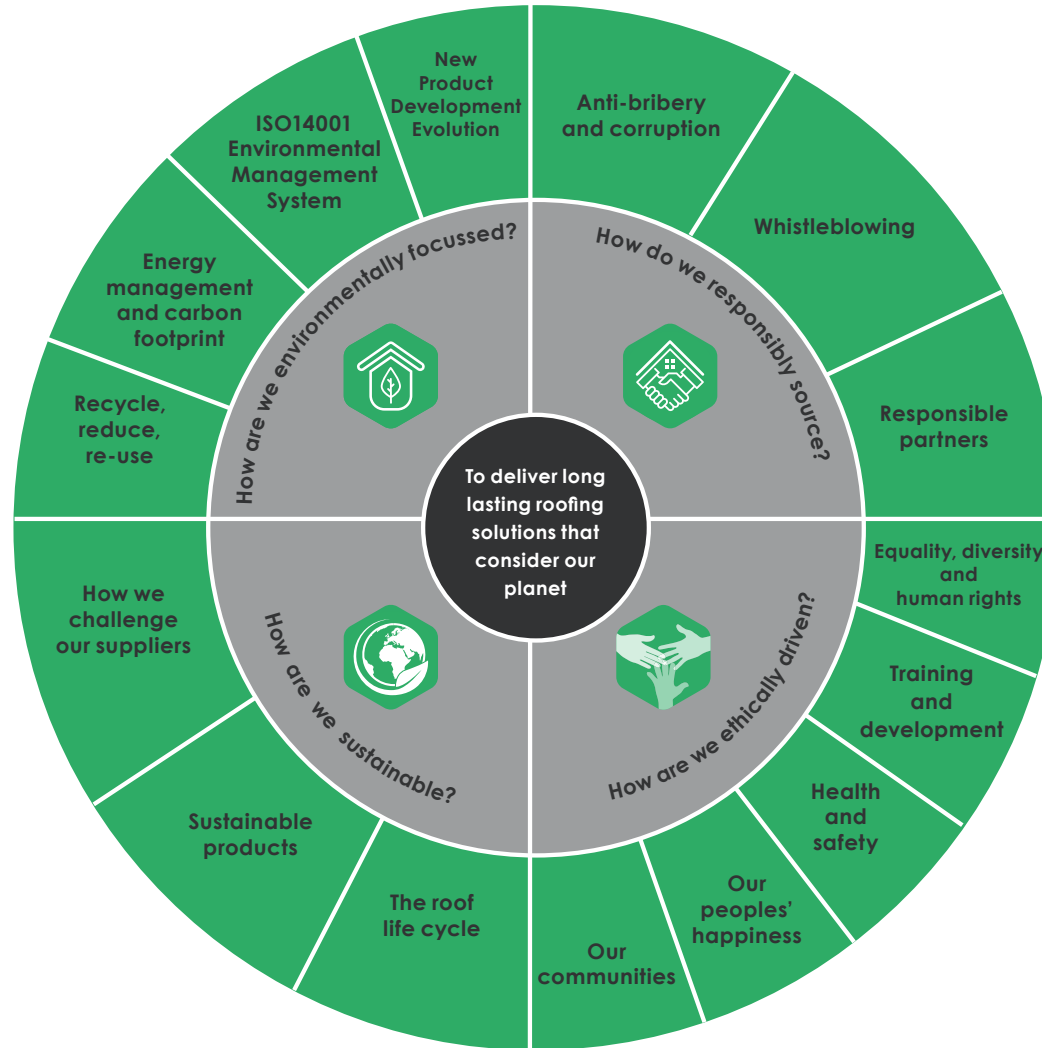 New
Product
Development
Evolution
Anti-bribery
and corruption
Whistleblowing
Responsible
partners
Equality, diversity
and
human rights
Training
and
development
Health
and
safety
Our
peoples’
happiness
Our
communities
The roof
life cycle
Sustainable
products
How we
challenge
our suppliers
Recycle,
reduce,
re-use
Energy
management
and carbon
footprint
ISO14001
Environmental
Management
System
How are we environmentally focussed?
How do we responsibly source?
How are we ethically driven?
How are we sustainable?
To deliver long
lasting roofing
solutions that
consider our
planet